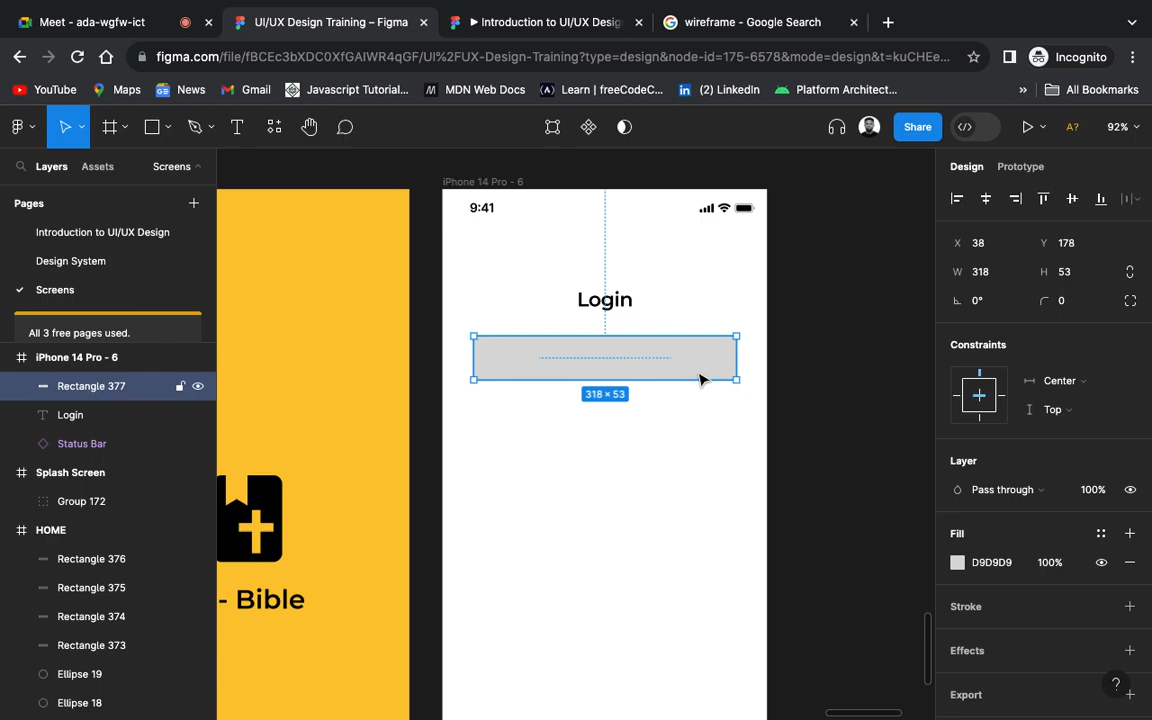 Meet - ada-wgfw-ict
UI/UX Design Training – Figma
Introduction to UI/UX Desig
wireframe - Google Search
figma.com/file/fBCEc3bXDC0XfGAIWR4qGF/UI%2FUX-Design-Training?type=design&node-id=175-6578&mode=design&t=kuCHEe...
Incognito
YouTube
Maps
News
Gmail
Javascript Tutorial...
MDN Web Docs
Learn | freeCodeC...
(2) LinkedIn
Platform Architect...
»
All Bookmarks
Share
A?
92%
Layers
Assets
Screens
Pages
Introduction to UI/UX Design
Design System
Screens
All 3 free pages used.
iPhone 14 Pro - 6
Rectangle 377
Login
Status Bar
Splash Screen
Group 172
HOME
Rectangle 376
Rectangle 375
Rectangle 374
Rectangle 373
Ellipse 19
Ellipse 18
- Bible
iPhone 14 Pro - 6
9:41
Login
318 × 53
Design
Prototype
X 38
Y 178
W 318
H 53
0°
0
Constraints
Center
Top
Layer
Pass through
100%
Fill
D9D9D9
100%
Stroke
Effects
Export
?